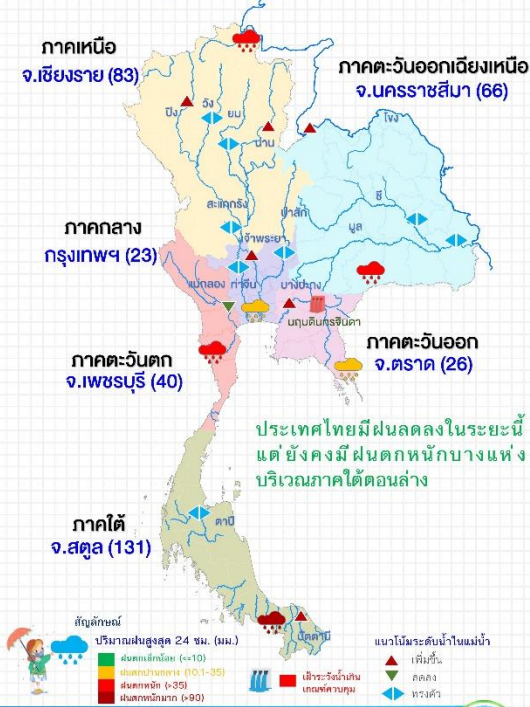 ภาคเหนือ
จ.เชียงราย (83)
ภาคตะวันออกเฉียงเหนือ
จ.นครราชสีมา (66)
ปิง
วัง
ยม
น่าน
โขง
ชี
มูล
สะแกกรัง
ป่าสัก
เจ้าพระยา
ภาคกลาง
กรุงเทพฯ (23)
แม่กลอง
ท่าจีน
บางปะกง
นฤบดินทรจินดา
ภาคตะวันออก
จ.ตราด (26)
ภาคตะวันตก
จ.เพชรบุรี (40)
ประเทศไทยมีฝนลดลงในระยะนี้
แต่ยังคงมีฝนตกหนักบางแห่ง
บริเวณภาคใต้ตอนล่าง
ภาคใต้
จ.สตูล (131)
ตาปี
ปัตตานี
สัญลักษณ์
ปริมาณฝนสูงสุด 24 ชม. (มม.)
ฝนตกเล็กน้อย (<=10)
ฝนตกปานกลาง (10.1-35)
ฝนตกหนัก (>35)
ฝนตกหนักมาก (>90)
เฝ้าระวังน้ำเกิน
เกณฑ์ควบคุม
แนวโน้มระดับน้ำในแม่น้ำ
เพิ่มขึ้น
ลดลง
ทรงตัว